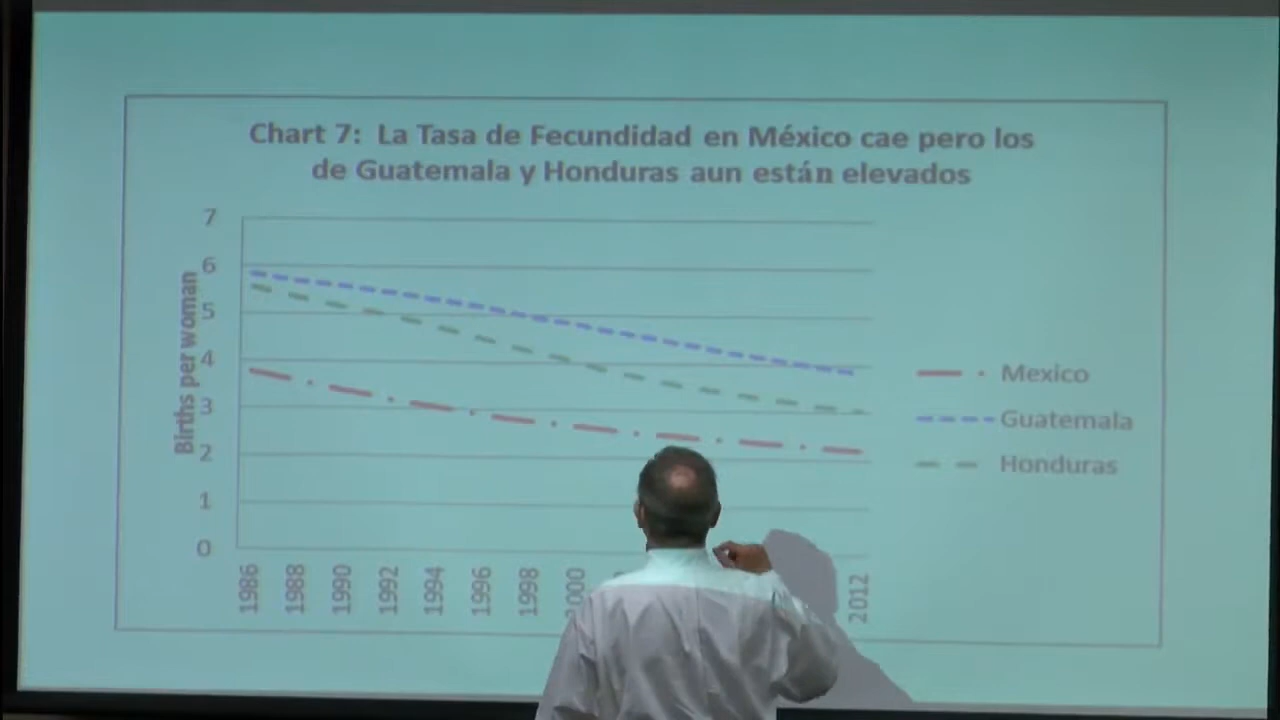 Chart 7: La Tasa de Fecundidad en México cae pero los
de Guatemala y Honduras aun están elevados
Births per woman
7
6
5
4
3
2
1
0
1986
1988
1990
1992
1994
1996
1998
2000
2012
Mexico
Guatemala
Honduras